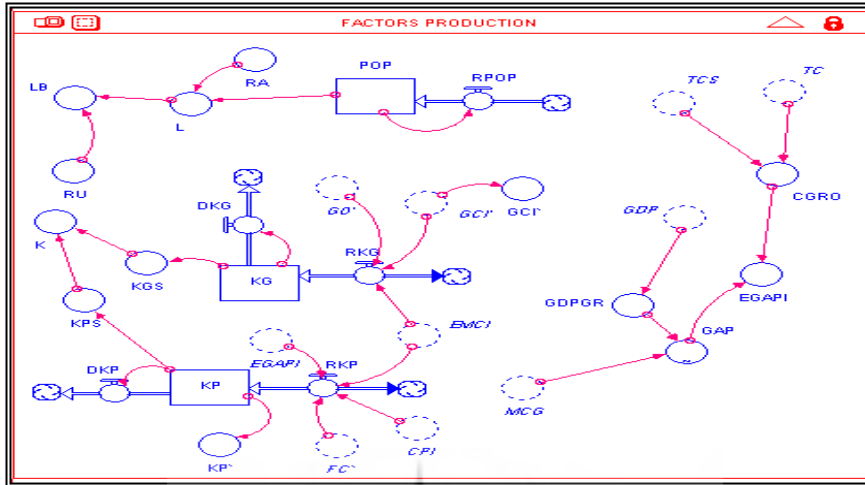 FACTORS PRODUCTION
POP
RPOP
TCS
TC
LB
RA
L
RU
CGRO
DKG
GO`
GCI`
GCI`
GDP
K
KGS
KG
RKG
GDPGR
EGAPI
KPS
EMCI
GAP
EGAPI
RKP
DKP
KP
MCG
KP`
FC`
CPI